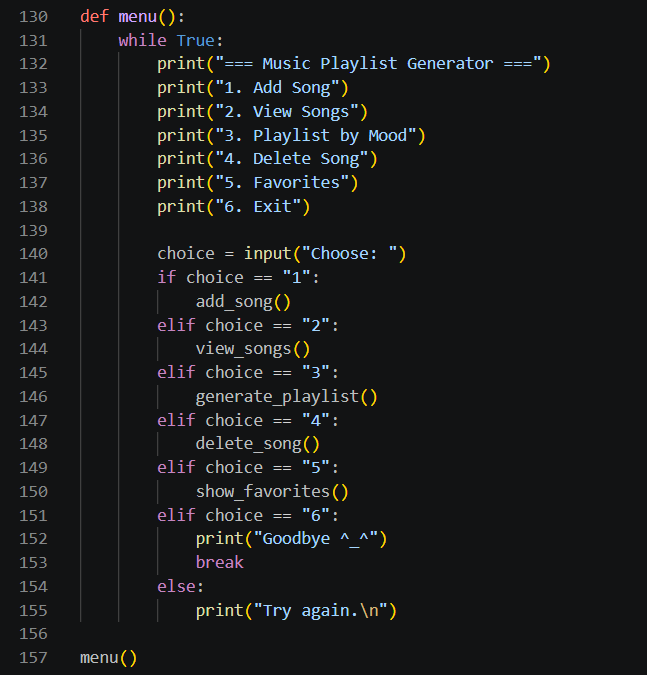 130 def menu():
131     while True:
132         print("=== Music Playlist Generator ===")
133         print("1. Add Song")
134         print("2. View Songs")
135         print("3. Playlist by Mood")
136         print("4. Delete Song")
137         print("5. Favorites")
138         print("6. Exit")
139
140         choice = input("Choose: ")
141         if choice == "1":
142             add_song()
143         elif choice == "2":
144             view_songs()
145         elif choice == "3":
146             generate_playlist()
147         elif choice == "4":
148             delete_song()
149         elif choice == "5":
150             show_favorites()
151         elif choice == "6":
152             print("Goodbye ^_^")
153             break
154         else:
155             print("Try again.\n")
156
157 menu()